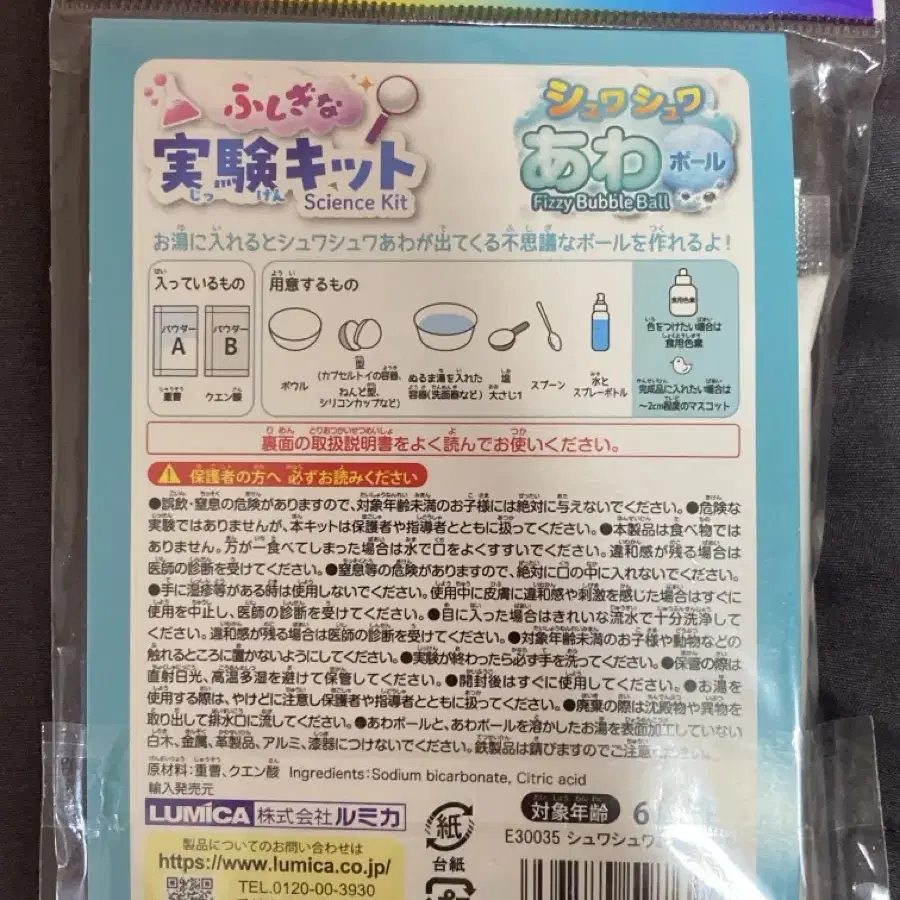 ふしぎな
実験キット
じっ けん
Science Kit
シュワシュワ
あわ
ボール
Fizzy Bubble Ball
お湯に入れるとシュワシュワあわが出てくる不思議なボールを作れるよ！
入っているもの
パウダー
A
パウダー
B
重曹
クエン酸
用意するもの
ボウル
型
(カプセルトイの容器、
ねんど型、
シリコンカップなど)
ぬるま湯を入れた
容器(洗面器など)
塩
大さじ1
スプーン
水と
スプレーボトル
食用色素
色をつけたい場合は
食用色素
完成品に入れたい場合は
〜2cm程度のマスコット
裏面の取扱説明書をよく読んでお使いください。
保護者の方へ 必ずお読みください
●誤飲・窒息の危険がありますので、対象年齢未満のお子様には絶対に与えないでください。●危険な
実験ではありませんが、本キットは保護者や指導者とともに扱ってください。●本製品は食べ物では
ありません。万が一食べてしまった場合は水で口をよくすすいでください。違和感が残る場合は
医師の診断を受けてください。●窒息等の危険がありますので、絶対に口の中に入れないでください。
●手に湿疹等がある時は使用しないでください。使用中に皮膚に違和感や刺激を感じた場合はすぐに
使用を中止し、医師の診断を受けてください。●目に入った場合はきれいな流水で十分洗浄して
ください。違和感が残る場合は医師の診断を受けてください。●対象年齢未満のお子様や動物などの
触れるところに置かないようにしてください。●実験が終わったら必ず手を洗ってください。●保管の際は
直射日光、高温多湿を避けて保管してください。●開封後はすぐに使用してください。●お湯を
使用する際は、やけどに注意し保護者や指導者とともに扱ってください。●廃棄の際は沈殿物や異物を
取り出して排水口に流してください。●あわボールと、あわボールを溶かしたお湯を表面加工していない
白木、金属、革製品、アルミ、漆器につけないでください。鉄製品は錆びますのでご注意ください。
原材料：重曹、クエン酸 Ingredients：Sodium bicarbonate, Citric acid
輸入発売元
LUMICA 株式会社ルミカ
製品についてのお問い合わせは
https://www.lumica.co.jp/
TEL.0120-00-3930
紙
台紙
対象年齢 6
E30035 シュワシュワ